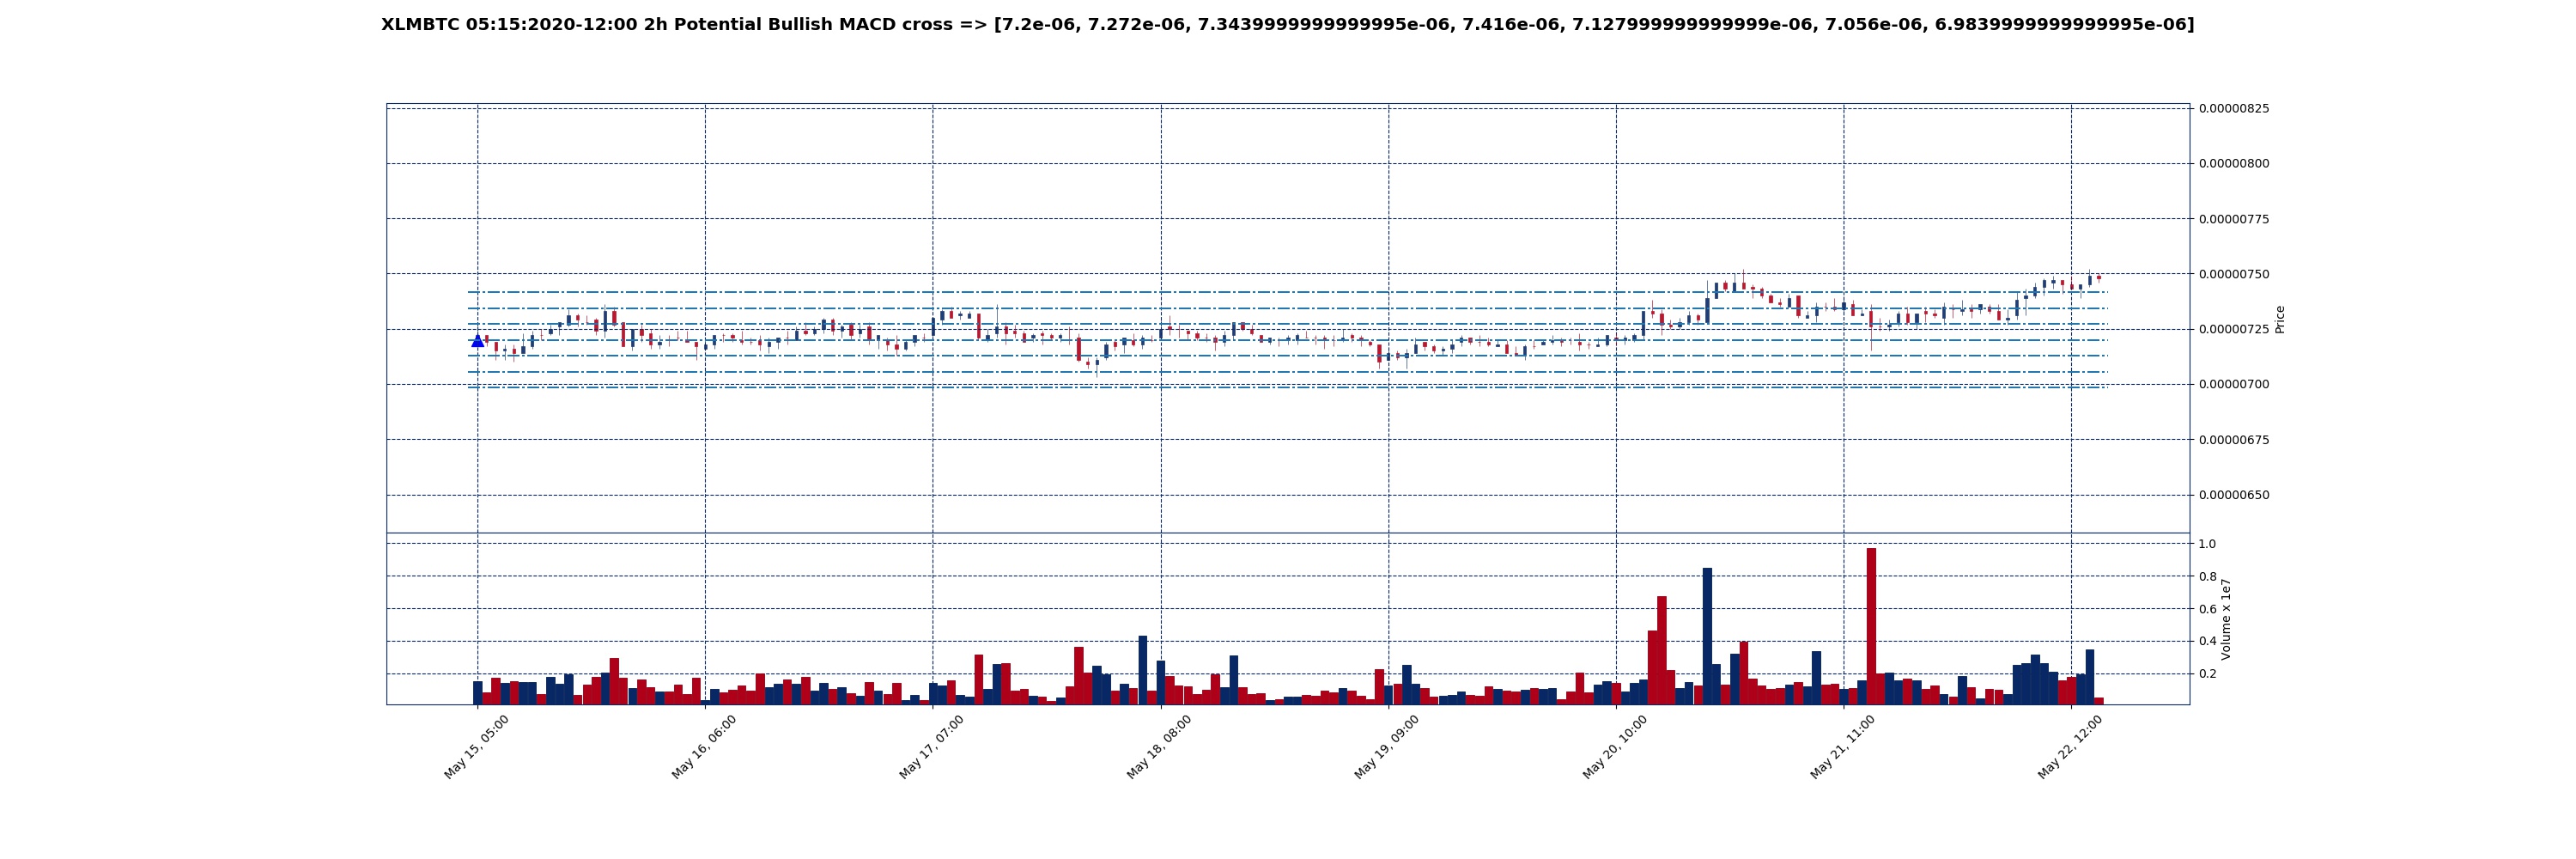 XLMBTC 05:15:2020-12:00 2h Potential Bullish MACD cross => [7.2e-06, 7.272e-06, 7.3439999999999995e-06, 7.416e-06, 7.127999999999999e-06, 7.056e-06, 6.9839999999999995e-06]
0.00000825
0.00000800
0.00000775
0.00000750
0.00000725
0.00000700
0.00000675
0.00000650
Price
1.0
0.8
0.6
0.4
0.2
Volume x 1e7
May 15, 05:00
May 16, 06:00
May 17, 07:00
May 18, 08:00
May 19, 09:00
May 20, 10:00
May 21, 11:00
May 22, 12:00